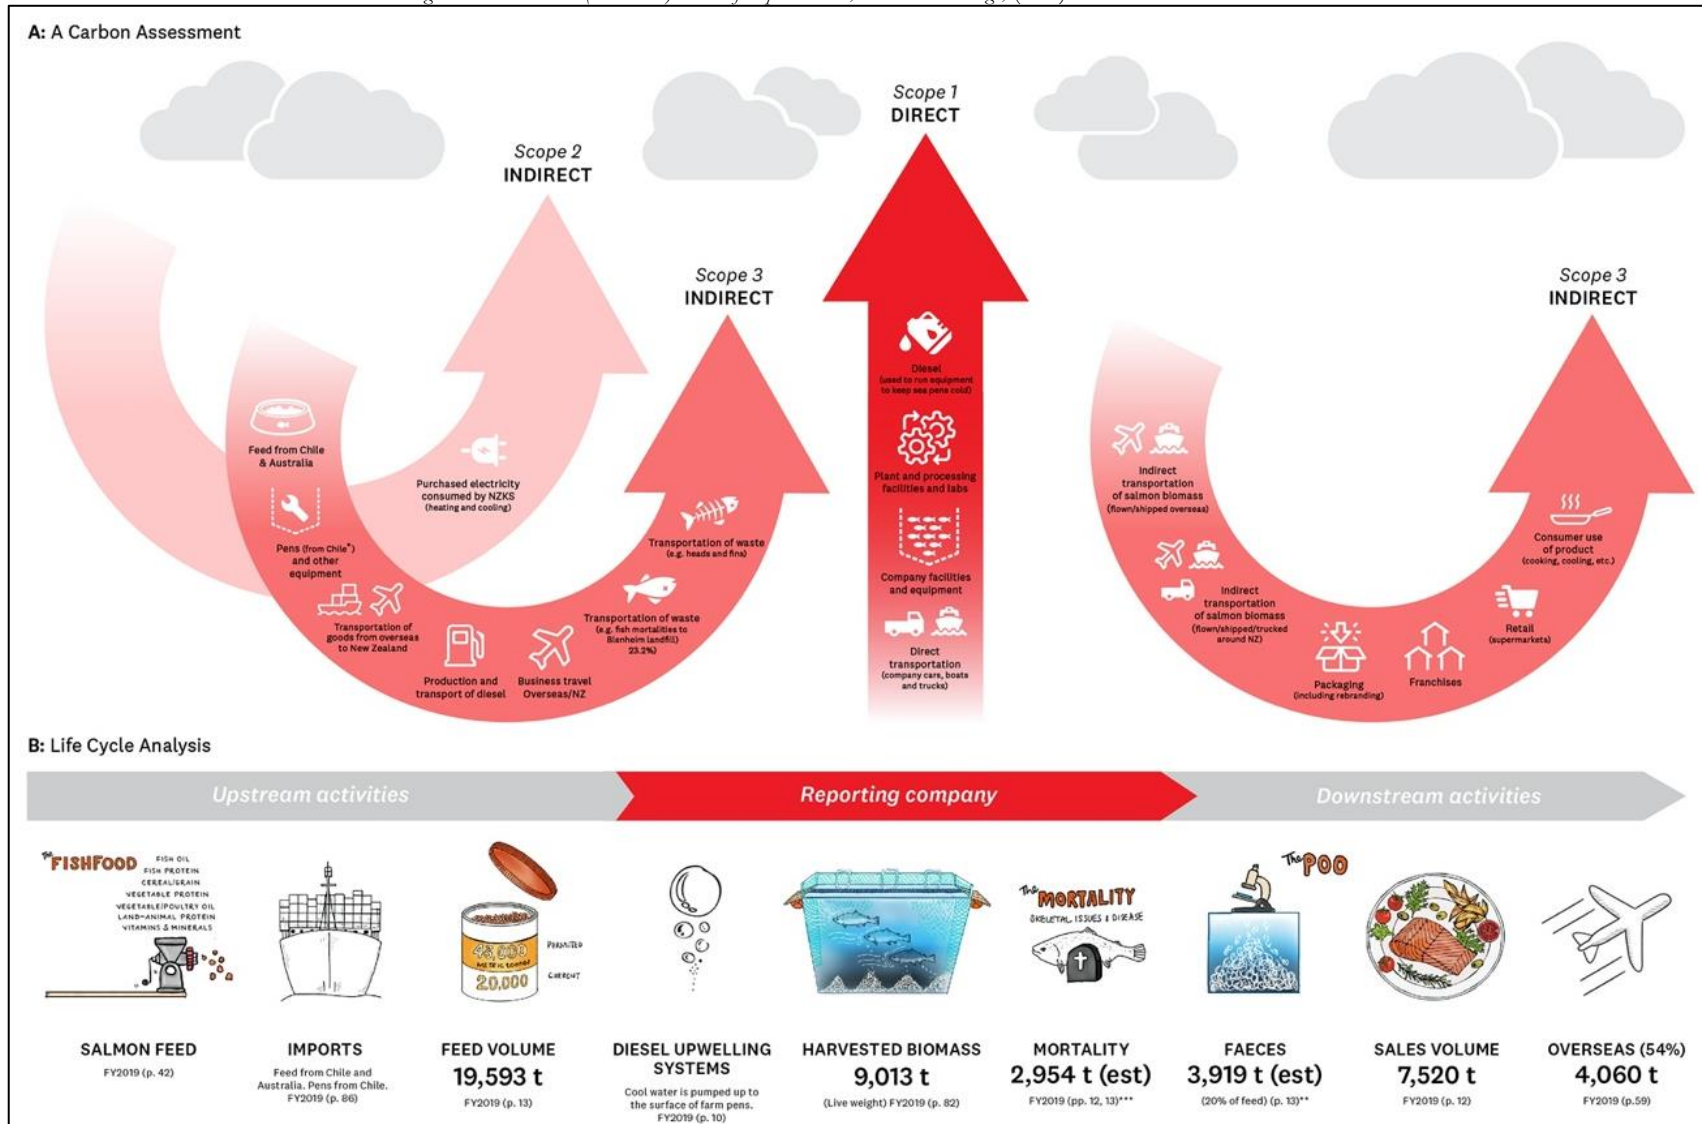 A: A Carbon Assessment
Scope 1
DIRECT
Scope 2
INDIRECT
Scope 3
INDIRECT
Scope 3
INDIRECT
Feed from Chile
& Australia
Pens (from Chile*)
and other
equipment
Transportation of
goods from overseas
to New Zealand
Production and
transport of diesel
Business travel
Overseas/NZ
Transportation of waste
(e.g. fish mortalities to
Blenheim landfill)
23.2%)
Transportation of waste
(e.g. heads and fins)
Purchased electricity
consumed by NZKS
(heating and cooling)
Diesel
(used to run equipment
to keep sea pens cold)
Plant and processing
facilities and labs
Company facilities
and equipment
Direct
transportation
(company cars, boats
and trucks)
Indirect
transportation
of salmon biomass
(flown/shipped overseas)
Indirect
transportation
of salmon biomass
(flown/shipped/trucked
around NZ)
Packaging
(including rebranding)
Franchises
Retail
(supermarkets)
Consumer use
of product
(cooking, cooling, etc.)
B: Life Cycle Analysis
Upstream activities
Reporting company
Downstream activities
The FISHFOOD
FISH OIL
FISH PROTEIN
CEREAL/GRAIN
VEGETABLE PROTEIN
VEGETABLE/POULTRY OIL
LAND-ANIMAL PROTEIN
VITAMINS & MINERALS
METRIC TONNES
PERMITTED
20,000
CURRENT
The MORTALITY
SKELETAL ISSUES & DISEASE
The POO
SALMON FEED
FY2019 (p. 42)
IMPORTS
Feed from Chile and
Australia. Pens from Chile.
FY2019 (p. 86)
FEED VOLUME
19,593 t
FY2019 (p. 13)
DIESEL UPWELLING
SYSTEMS
Cool water is pumped up to
the surface of farm pens.
FY2019 (p. 10)
HARVESTED BIOMASS
9,013 t
(Live weight) FY2019 (p. 82)
MORTALITY
2,954 t (est)
FY2019 (pp. 12, 13)***
FAECES
3,919 t (est)
(20% of feed) (p. 13)**
SALES VOLUME
7,520 t
FY2019 (p. 12)
OVERSEAS (54%)
4,060 t
FY2019 (p.59)